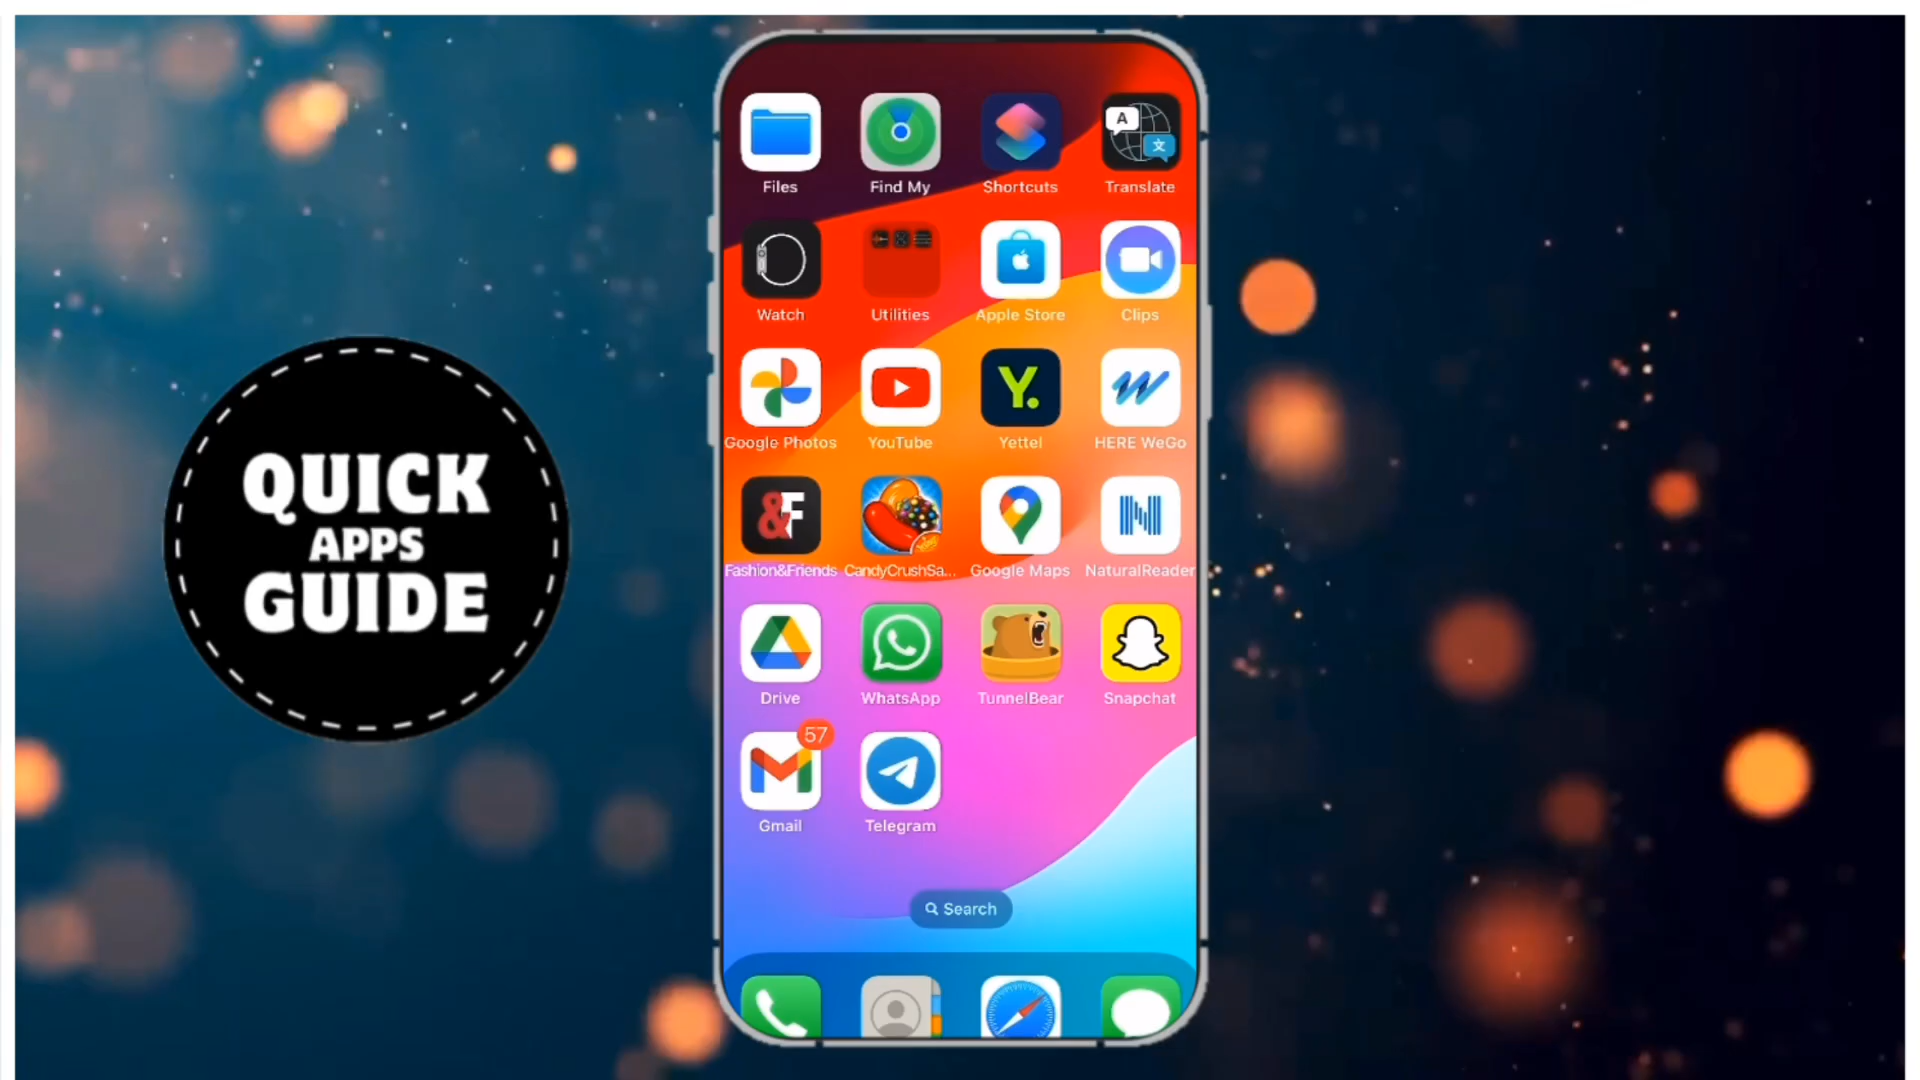 QUICK
APPS
GUIDE
A
文
Files Find My Shortcuts Translate
Watch Utilities Apple Store Clips
Y.
Google Photos YouTube Yettel HERE WeGo
&F
N
Fashion&Friends CandyCrushSa... Google Maps NaturalReader
Drive WhatsApp TunnelBear Snapchat
57
Gmail Telegram
Search